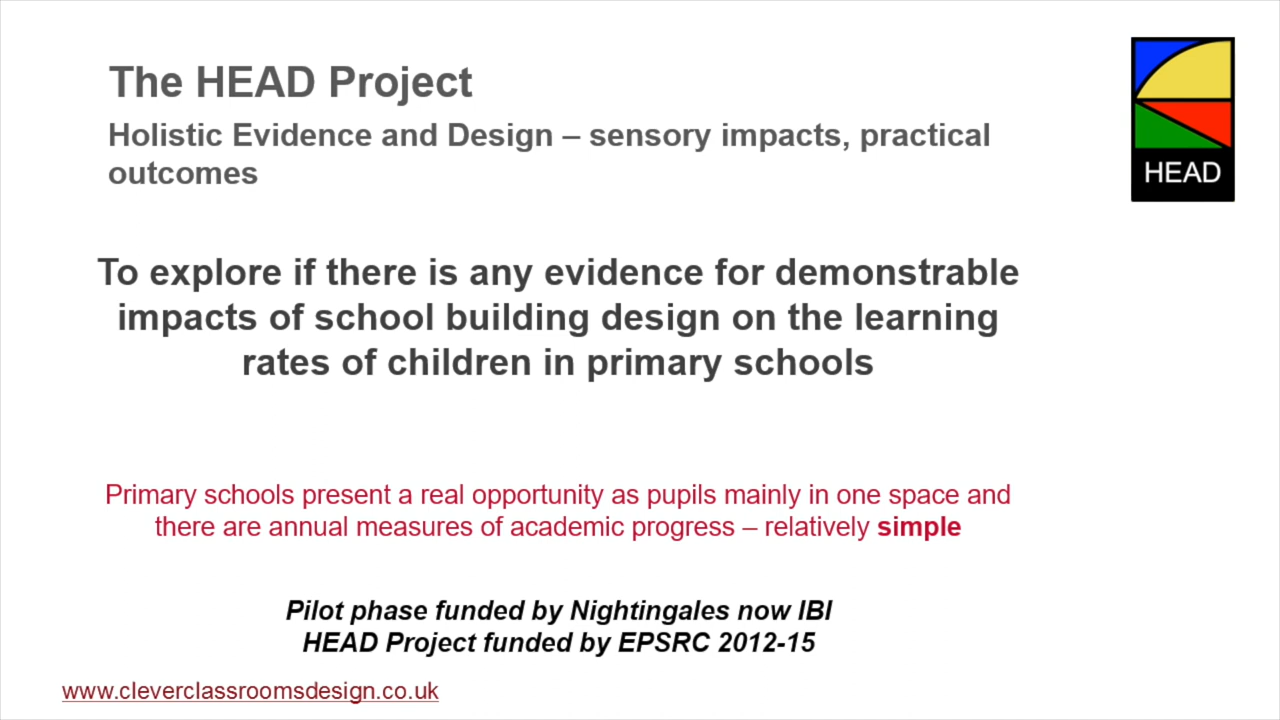 The HEAD Project
Holistic Evidence and Design – sensory impacts, practical
outcomes
HEAD
To explore if there is any evidence for demonstrable
impacts of school building design on the learning
rates of children in primary schools
Primary schools present a real opportunity as pupils mainly in one space and
there are annual measures of academic progress – relatively simple
Pilot phase funded by Nightingales now IBI
HEAD Project funded by EPSRC 2012-15
www.cleverclassroomsdesign.co.uk